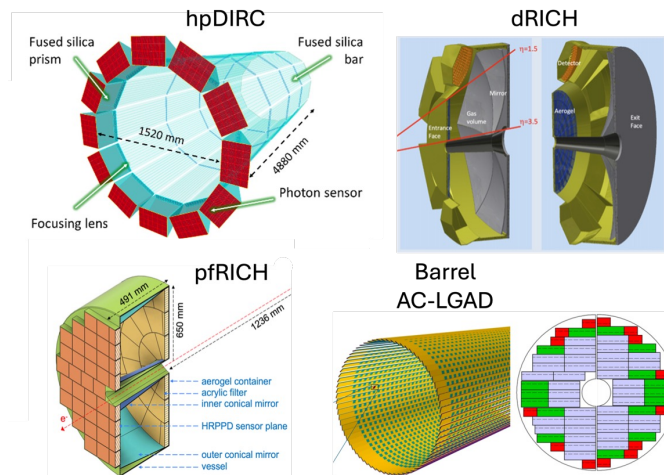 hpDIRC
Fused silica
prism
Fused silica
bar
1520 mm
4880 mm
Focusing lens
Photon sensor
dRICH
η=1.5
Detector
Mirror
Aerogel
Gas
volume
Entrance
Face
η=3.5
Exit
Face
pfRICH
491 mm
650 mm
1236 mm
aerogel container
acrylic filter
inner conical mirror
e
HRPPD sensor plane
outer conical mirror
vessel
Barrel
AC-LGAD